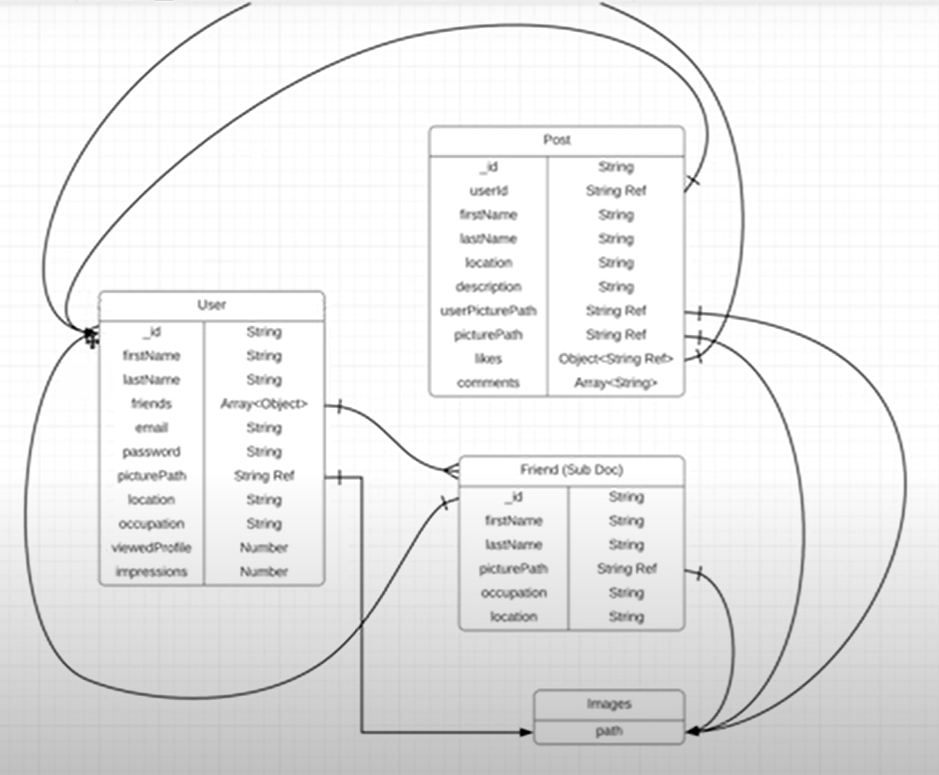 Post
_id String
userId String Ref
firstName String
lastName String
location String
description String
userPicturePath String Ref
picturePath String Ref
likes Object<String Ref>
comments Array<String>
User
_id String
firstName String
lastName String
friends Array<Object>
email String
password String
picturePath String Ref
location String
occupation String
viewedProfile Number
impressions Number
Friend (Sub Doc)
_id String
firstName String
lastName String
picturePath String Ref
occupation String
location String
Images
path